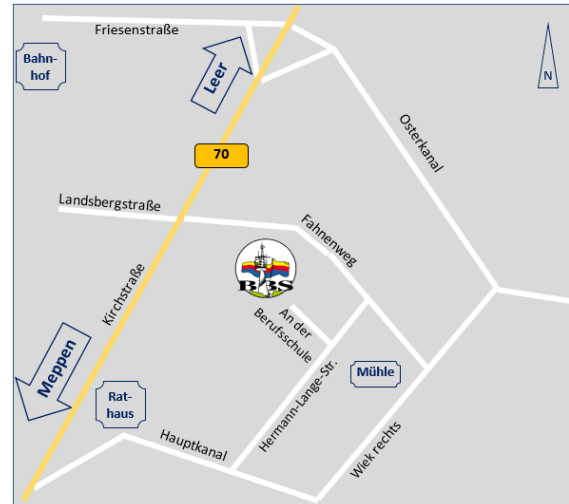 Friesenstraße
Bahn-
hof
Leer
N
Osterkanal
70
Landsbergstraße
Fahnenweg
BBS
Kirchstraße
An der
Berufsschule
Meppen
Mühle
Hermann-Lange-Str.
Rat-
haus
Hauptkanal
Wiek rechts